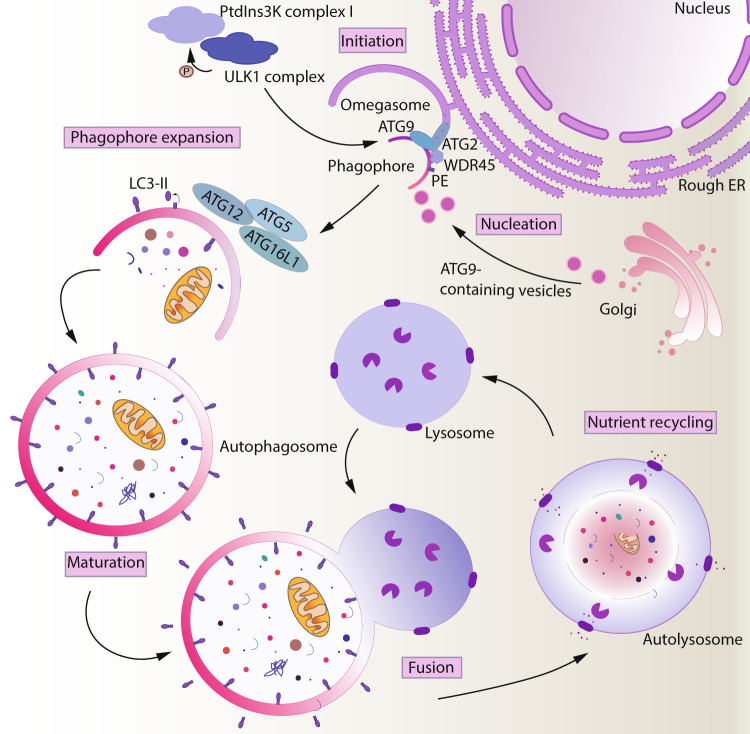 PtdIns3K complex I
Nucleus
Initiation
P
ULK1 complex
Omegasome
Phagophore expansion
ATG9
ATG2
Phagophore
WDR45
PE
Rough ER
LC3-II
ATG12
ATG5
ATG16L1
Nucleation
ATG9-
containing vesicles
Golgi
Nutrient recycling
Lysosome
Autophagosome
Maturation
Autolysosome
Fusion